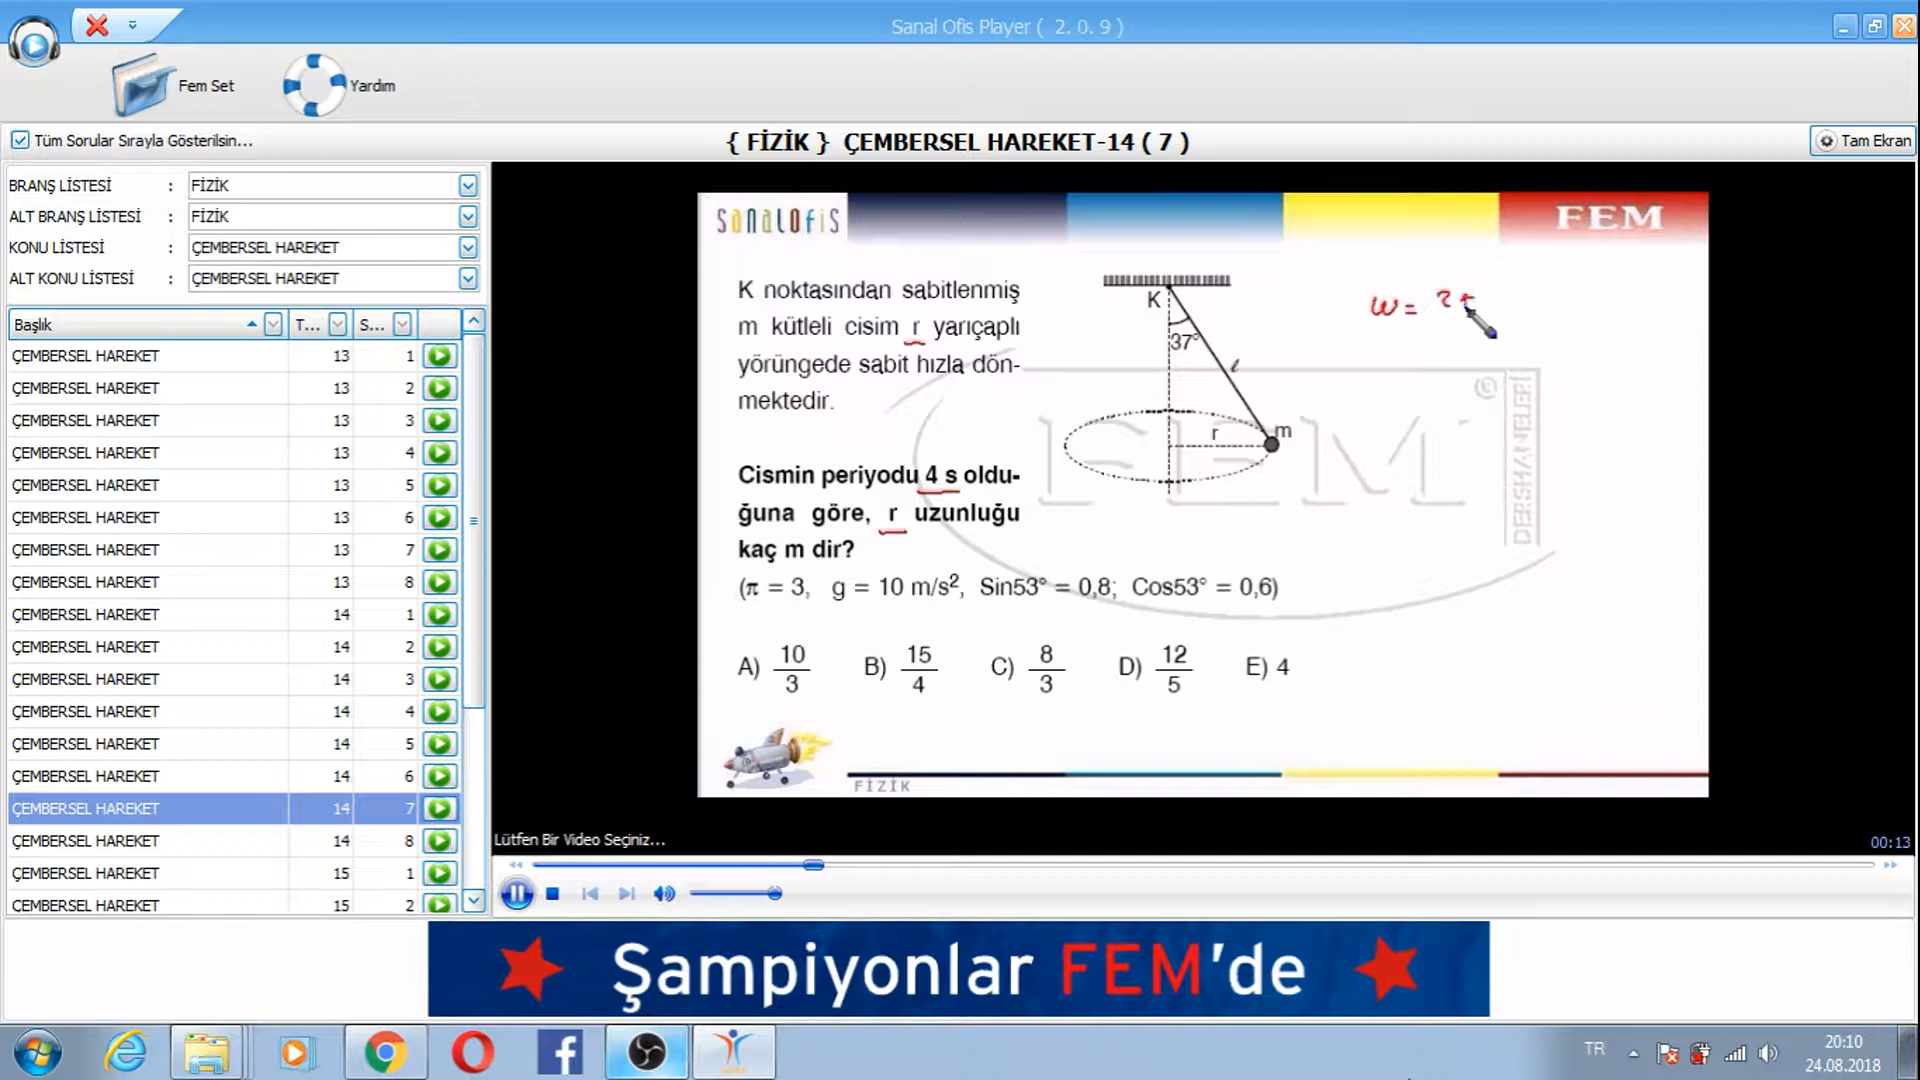 Sanal Ofis Player ( 2. 0. 9 )
Fem Set
Yardım
Tüm Sorular Sırayla Gösterilsin...
{ FİZİK } ÇEMBERSEL HAREKET-14 ( 7 )
Tam Ekran
BRANŞ LİSTESİ : FİZİK
ALT BRANŞ LİSTESİ : FİZİK
KONU LİSTESİ : ÇEMBERSEL HAREKET
ALT KONU LİSTESİ : ÇEMBERSEL HAREKET
Başlık T... S...
ÇEMBERSEL HAREKET 13 1
ÇEMBERSEL HAREKET 13 2
ÇEMBERSEL HAREKET 13 3
ÇEMBERSEL HAREKET 13 4
ÇEMBERSEL HAREKET 13 5
ÇEMBERSEL HAREKET 13 6
ÇEMBERSEL HAREKET 13 7
ÇEMBERSEL HAREKET 13 8
ÇEMBERSEL HAREKET 14 1
ÇEMBERSEL HAREKET 14 2
ÇEMBERSEL HAREKET 14 3
ÇEMBERSEL HAREKET 14 4
ÇEMBERSEL HAREKET 14 5
ÇEMBERSEL HAREKET 14 6
ÇEMBERSEL HAREKET 14 7
ÇEMBERSEL HAREKET 14 8
ÇEMBERSEL HAREKET 15 1
ÇEMBERSEL HAREKET 15 2
sanalofis
FEM
K noktasından sabitlenmiş
m kütleli cisim r yarıçaplı
yörüngede sabit hızla dön-
mektedir.
Cismin periyodu 4 s oldu-
ğuna göre, r uzunluğu
kaç m dir?
(π = 3, g = 10 m/s², Sin53° = 0,8; Cos53° = 0,6)
A) 10/3 B) 15/4 C) 8/3 D) 12/5 E) 4
K
37°
ℓ
r
m
w = 2
FEM
©
DERSHANELERİ
FİZİK
Lütfen Bir Video Seçiniz...
00:13
Şampiyonlar FEM'de
TR
20:10
24.08.2018